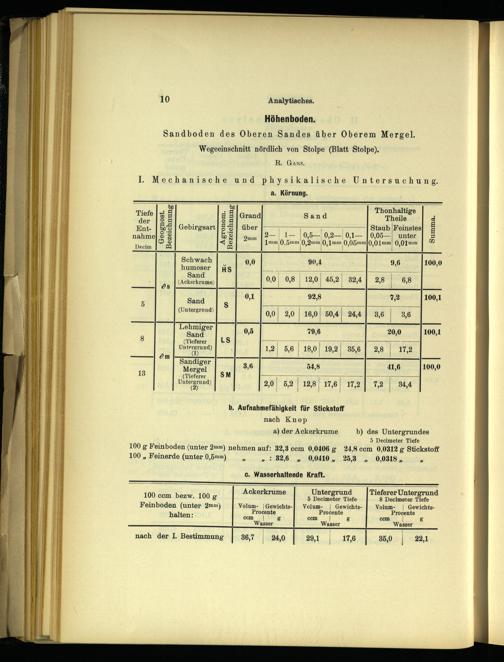 10
Analytisches.
Höhenboden.
Sandboden des Oberen Sandes über Oberem Mergel.
Wegeeinschnitt nördlich von Stolpe (Blatt Stolpe).
R. Gans.
I. Mechanische und physikalische Untersuchung.
a. Körnung.
Tiefe der Ent-nahme Decim | Geognost. Bezeichnung | Gebirgsart | Agronom. Bezeichnung | Grand über 2mm | Sand | Thonhaltige Theile | Summa.
2—1mm | 1—0,5mm | 0,5—0,2mm | 0,2—0,1mm | 0,1—0,05mm | Staub 0,05—0,01mm | Feinstes unter 0,01mm
∂s | Schwach humoser Sand (Ackerkrume) | HS | 0,0 | 90,4 | 9,6 | 100,0
0,0 | 0,8 | 12,0 | 45,2 | 32,4 | 2,8 | 6,8
5 | Sand (Untergrund) | S | 0,1 | 92,8 | 7,2 | 100,1
0,0 | 2,0 | 16,0 | 50,4 | 24,4 | 3,6 | 3,6
8 | ∂m | Lehmiger Sand (Tieferer Untergrund) (1) | LS | 0,5 | 79,6 | 20,0 | 100,1
1,2 | 5,6 | 18,0 | 19,2 | 35,6 | 2,8 | 17,2
13 | Sandiger Mergel (Tieferer Untergrund) (2) | SM | 3,6 | 54,8 | 41,6 | 100,0
2,0 | 5,2 | 12,8 | 17,6 | 17,2 | 7,2 | 34,4
b. Aufnahmefähigkeit für Stickstoff
nach Knop
a) der Ackerkrume b) des Untergrundes
5 Decimeter Tiefe
100 g Feinboden (unter 2mm) nehmen auf: 32,3 ccm 0,0406 g 24,8 ccm 0,0312 g Stickstoff
100 „ Feinerde (unter 0,5mm) „ „ : 32,6 „ 0,0410 „ 25,3 „ 0,0318 „ „
c. Wasserhaltende Kraft.
100 ccm bezw. 100 g Feinboden (unter 2mm) halten: | Ackerkrume | Untergrund 5 Decimeter Tiefe | Tieferer Untergrund 8 Decimeter Tiefe
Volum- | Gewichts- | Volum- | Gewichts- | Volum- | Gewichts-
Procente | Procente | Procente
ccm | g | ccm | g | ccm | g
Wasser | Wasser | Wasser
nach der I. Bestimmung | 36,7 | 24,0 | 29,1 | 17,6 | 35,0 | 22,1